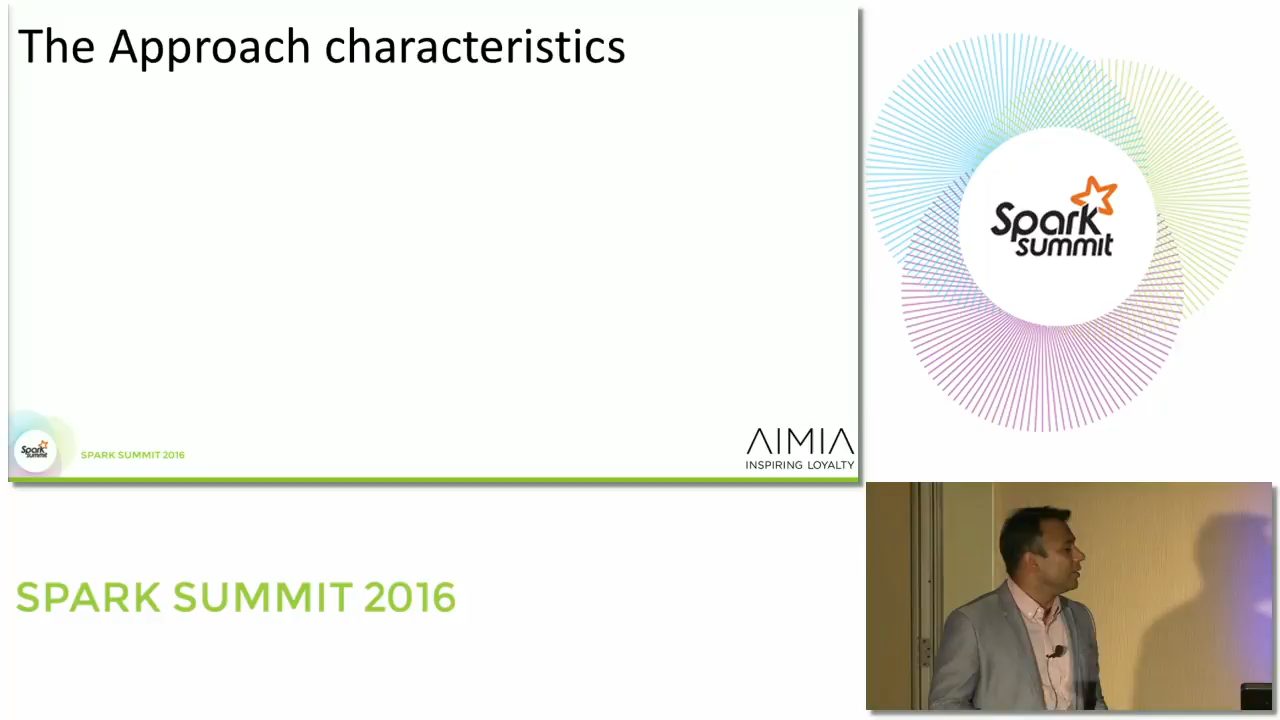 The Approach characteristics
Spark
summit
SPARK SUMMIT 2016
AIMIA
INSPIRING LOYALTY
Spark
summit
SPARK SUMMIT 2016